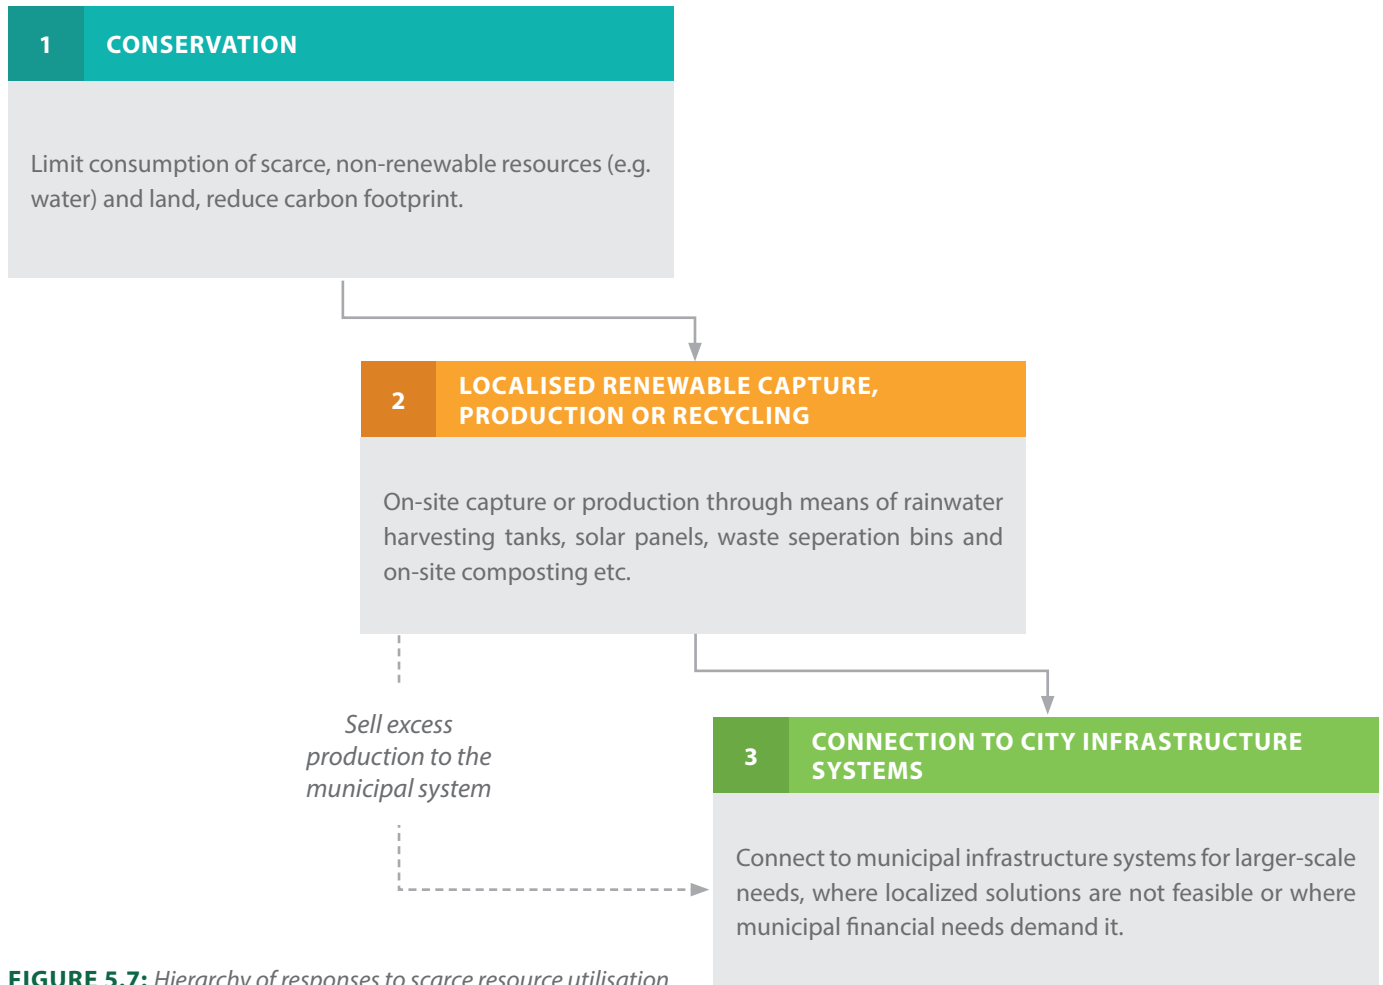 1 CONSERVATION
Limit consumption of scarce, non-renewable resources (e.g.
water) and land, reduce carbon footprint.
2 LOCALISED RENEWABLE CAPTURE,
PRODUCTION OR RECYCLING
On-site capture or production through means of rainwater
harvesting tanks, solar panels, waste seperation bins and
on-site composting etc.
Sell excess
production to the
municipal system
3 CONNECTION TO CITY INFRASTRUCTURE
SYSTEMS
Connect to municipal infrastructure systems for larger-scale
needs, where localized solutions are not feasible or where
municipal financial needs demand it.
FIGURE 5.7: Hierarchy of responses to scarce resource utilisation